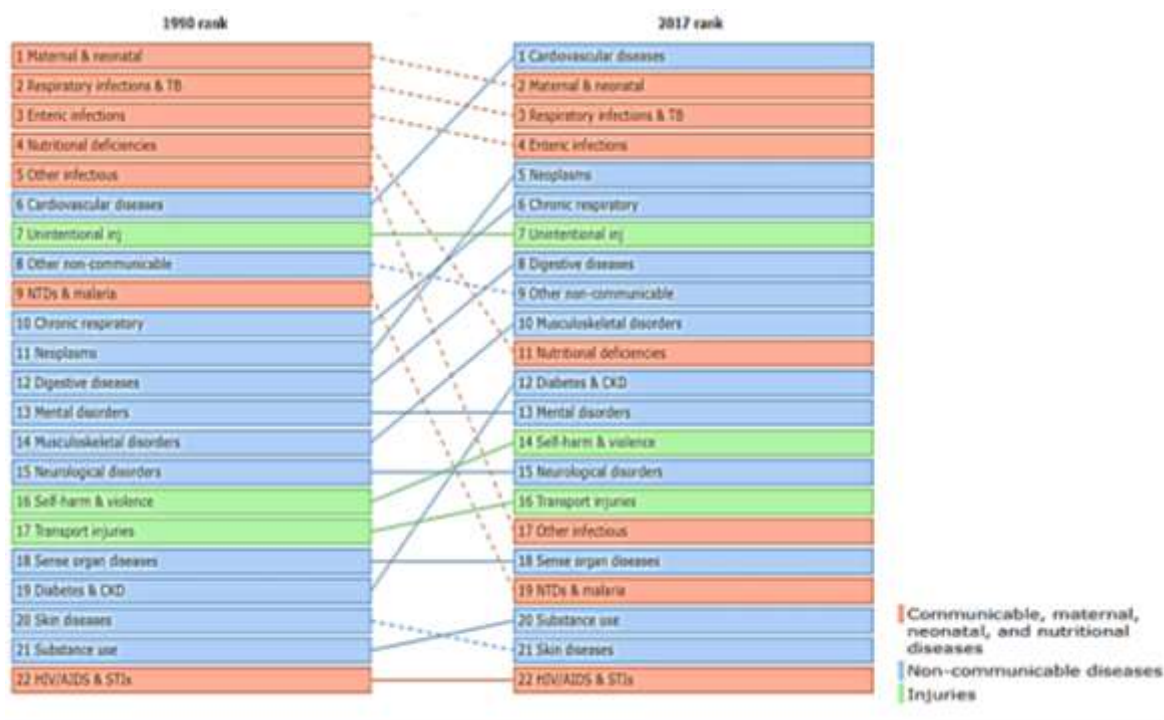 1990 rank
1 Maternal & neonatal
2 Respiratory infections & TB
3 Enteric infections
4 Nutritional deficiencies
5 Other infectious
6 Cardiovascular diseases
7 Unintentional inj
8 Other non-communicable
9 NTDs & malaria
10 Chronic respiratory
11 Neoplasms
12 Digestive diseases
13 Mental disorders
14 Musculoskeletal disorders
15 Neurological disorders
16 Self-harm & violence
17 Transport injuries
18 Sense organ diseases
19 Diabetes & CKD
20 Skin diseases
21 Substance use
22 HIV/AIDS & STIs
2017 rank
1 Cardiovascular diseases
2 Maternal & neonatal
3 Respiratory infections & TB
4 Enteric infections
5 Neoplasms
6 Chronic respiratory
7 Unintentional inj
8 Digestive diseases
9 Other non-communicable
10 Musculoskeletal disorders
11 Nutritional deficiencies
12 Diabetes & CKD
13 Mental disorders
14 Self-harm & violence
15 Neurological disorders
16 Transport injuries
17 Other infectious
18 Sense organ diseases
19 NTDs & malaria
20 Substance use
21 Skin diseases
22 HIV/AIDS & STIs
Communicable, maternal,
neonatal, and nutritional
diseases
Non-communicable diseases
Injuries